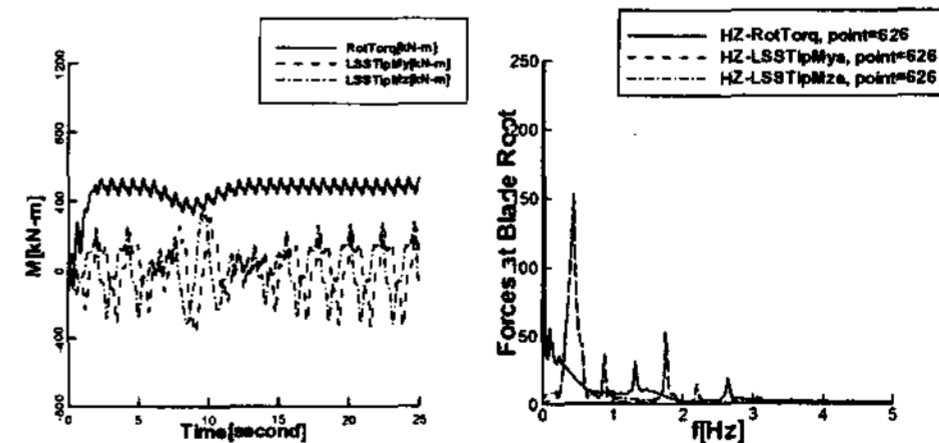 RotTorq[kN-m]
LSSTipMy[kN-m]
LSSTipMz[kN-m]
1200
800
400
0
-400
-800
M[kN-m]
0
5
10
15
20
25
Time[second]
HZ-RotTorq, point=626
HZ-LSSTipMya, point=626
HZ-LSSTipMza, point=626
250
200
150
100
50
0
Forces at Blade Root
0
1
2
3
4
5
f[Hz]